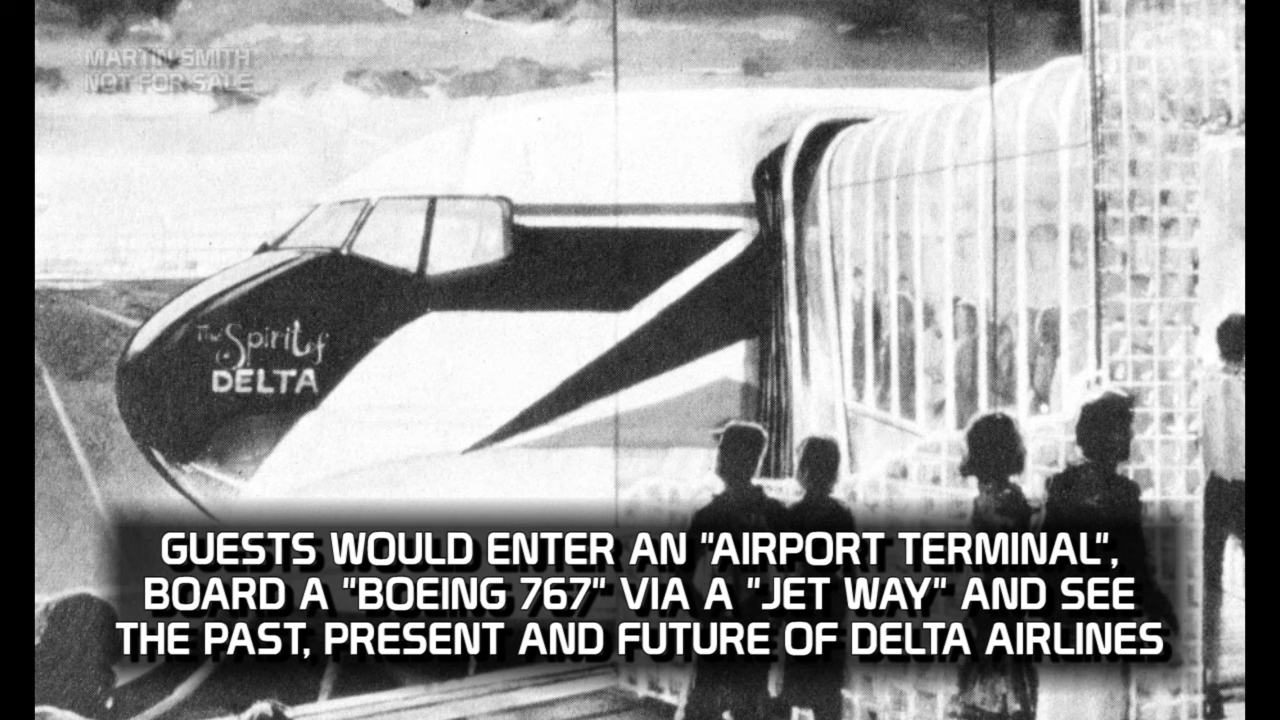 MARTIN SMITH
NOT FOR SALE
The Spirit of
DELTA
GUESTS WOULD ENTER AN "AIRPORT TERMINAL",
BOARD A "BOEING 767" VIA A "JET WAY" AND SEE
THE PAST, PRESENT AND FUTURE OF DELTA AIRLINES